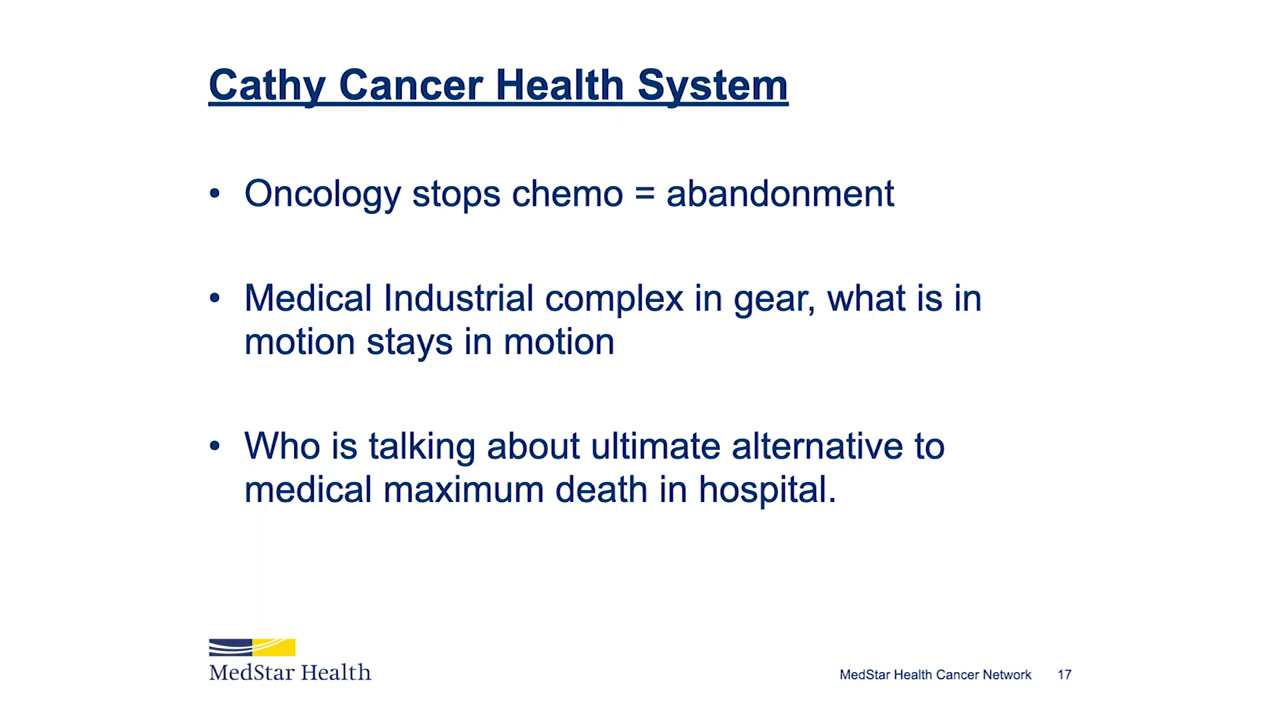 Cathy Cancer Health System
• Oncology stops chemo = abandonment
• Medical Industrial complex in gear, what is in
motion stays in motion
• Who is talking about ultimate alternative to
medical maximum death in hospital.
MedStar Health
MedStar Health Cancer Network 17